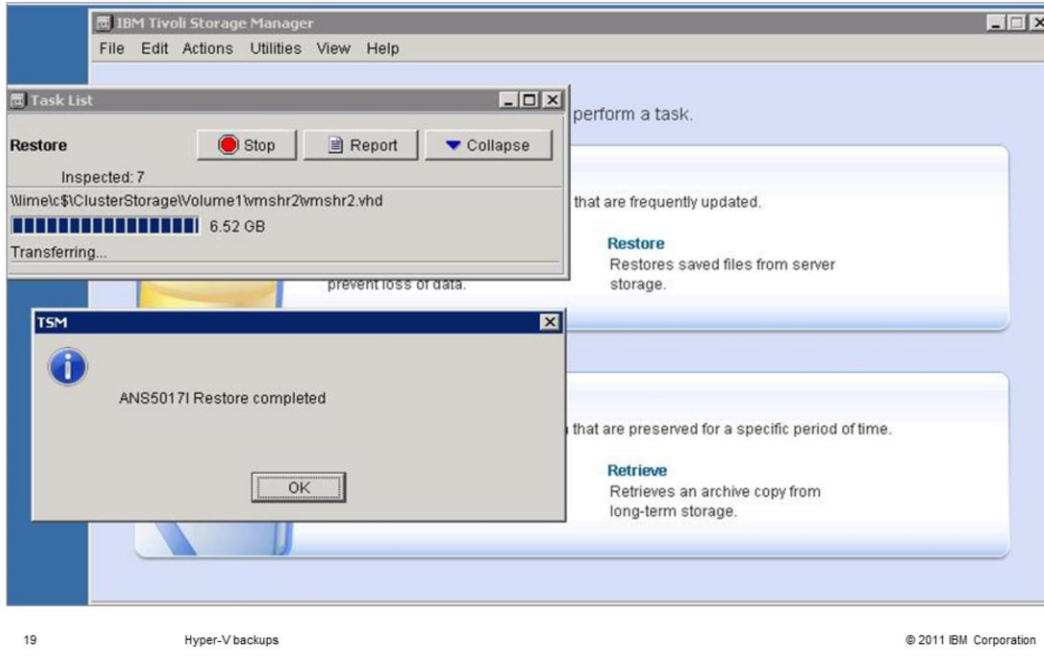 IBM Tivoli Storage Manager
File Edit Actions Utilities View Help
Task List
perform a task.
Restore
Stop
Report
Collapse
Inspected: 7
\\lime\c$\ClusterStorage\Volume1\vmshr2\vmshr2.vhd
6.52 GB
Transferring...
that are frequently updated.
Restore
Restores saved files from server
storage.
prevent loss of data.
TSM
ANS5017I Restore completed
OK
that are preserved for a specific period of time.
Retrieve
Retrieves an archive copy from
long-term storage.
19
Hyper-V backups
© 2011 IBM Corporation